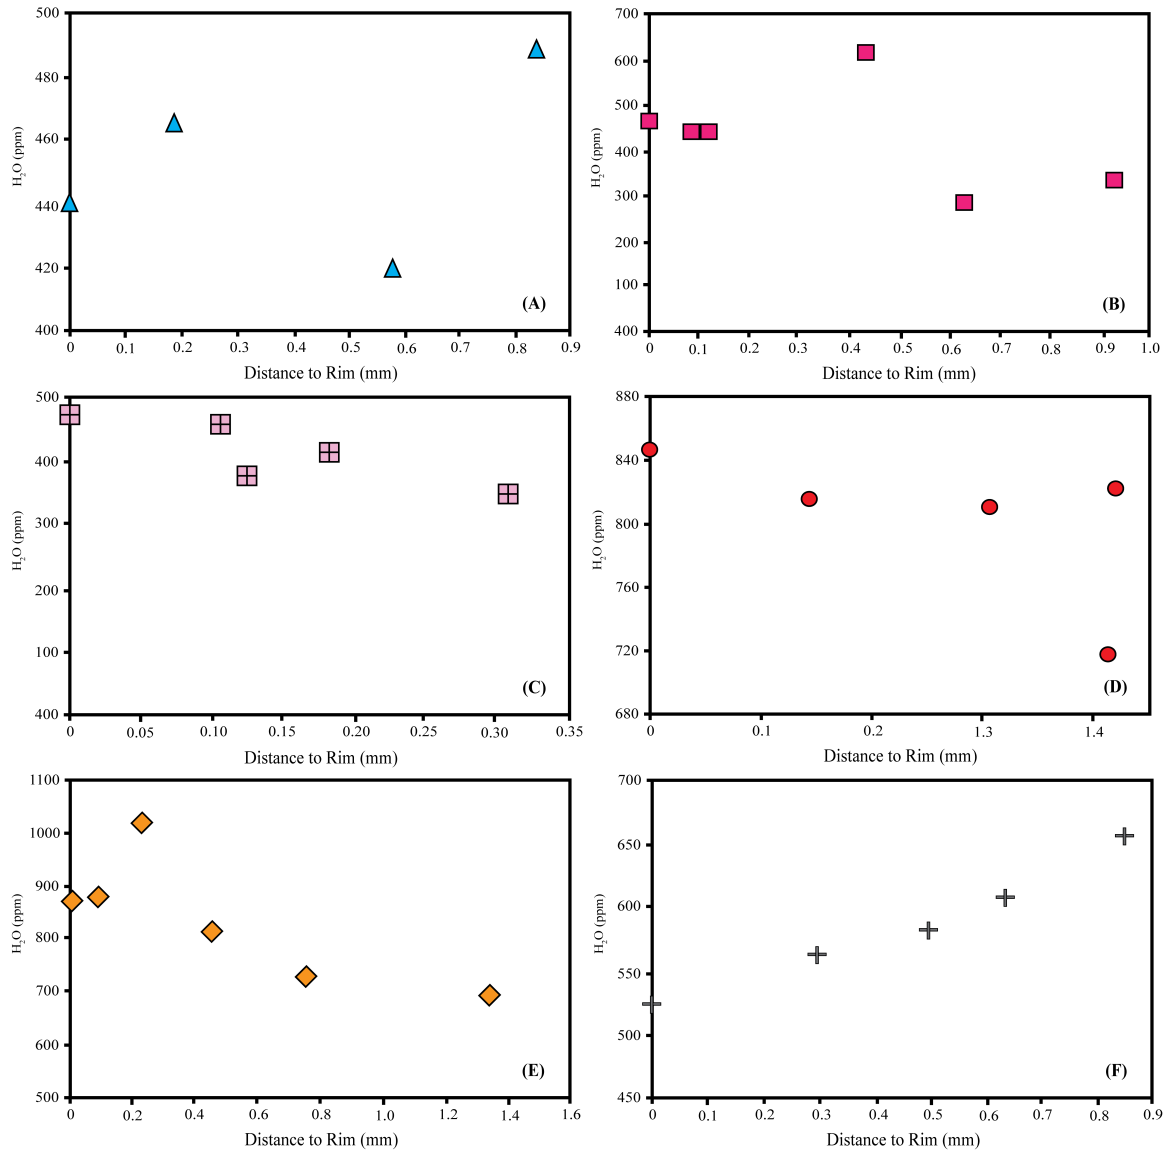 500
480
460
440
420
400
H₂O (ppm)
(A)
0 0.1 0.2 0.3 0.4 0.5 0.6 0.7 0.8 0.9
Distance to Rim (mm)
700
600
500
400
300
200
100
400
H₂O (ppm)
(B)
0 0.1 0.2 0.3 0.4 0.5 0.6 0.7 0.8 0.9 1.0
Distance to Rim (mm)
500
400
300
200
100
400
H₂O (ppm)
(C)
0 0.05 0.10 0.15 0.20 0.25 0.30 0.35
Distance to Rim (mm)
880
840
800
760
720
680
H₂O (ppm)
(D)
0 0.1 0.2 1.3 1.4
Distance to Rim (mm)
1100
1000
900
800
700
600
500
H₂O (ppm)
(E)
0 0.2 0.4 0.6 0.8 1.0 1.2 1.4 1.6
Distance to Rim (mm)
700
650
600
550
500
450
H₂O (ppm)
(F)
0 0.1 0.2 0.3 0.4 0.5 0.6 0.7 0.8 0.9
Distance to Rim (mm)